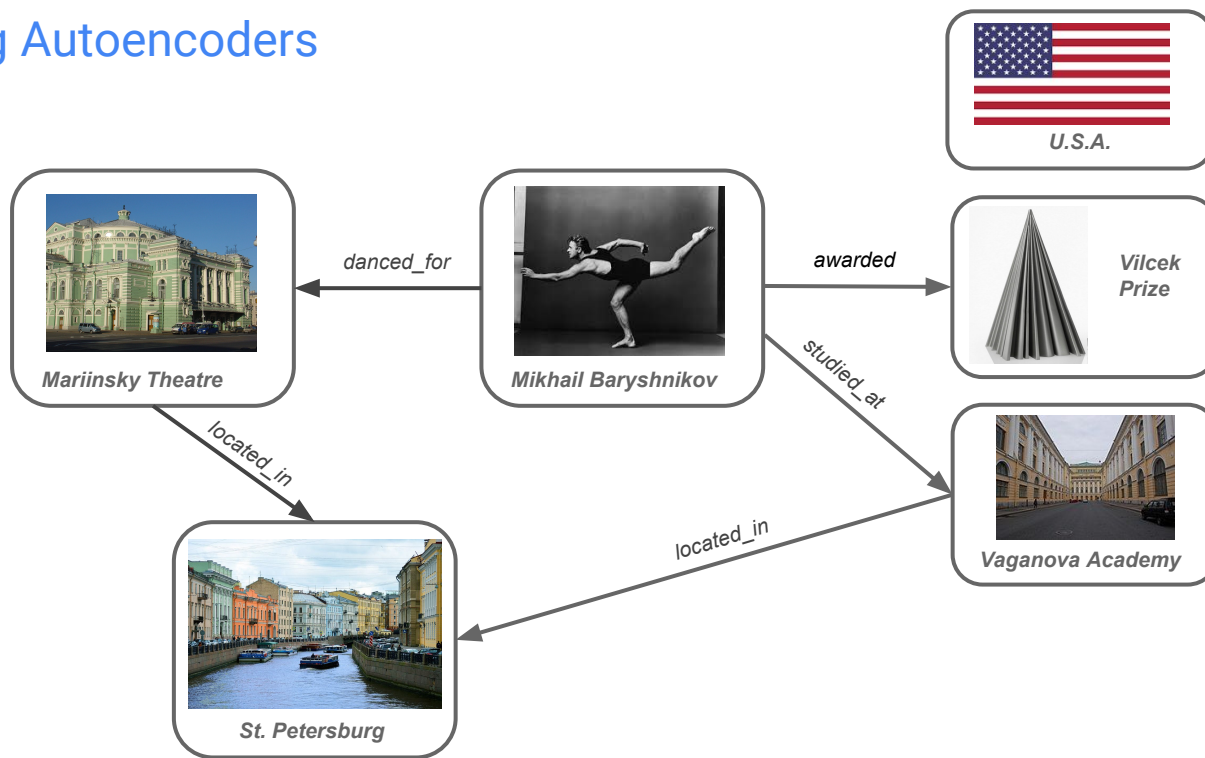 g Autoencoders
U.S.A.
danced_for
awarded
Vilcek
Prize
Mariinsky Theatre
Mikhail Baryshnikov
studied_at
located_in
located_in
Vaganova Academy
St. Petersburg